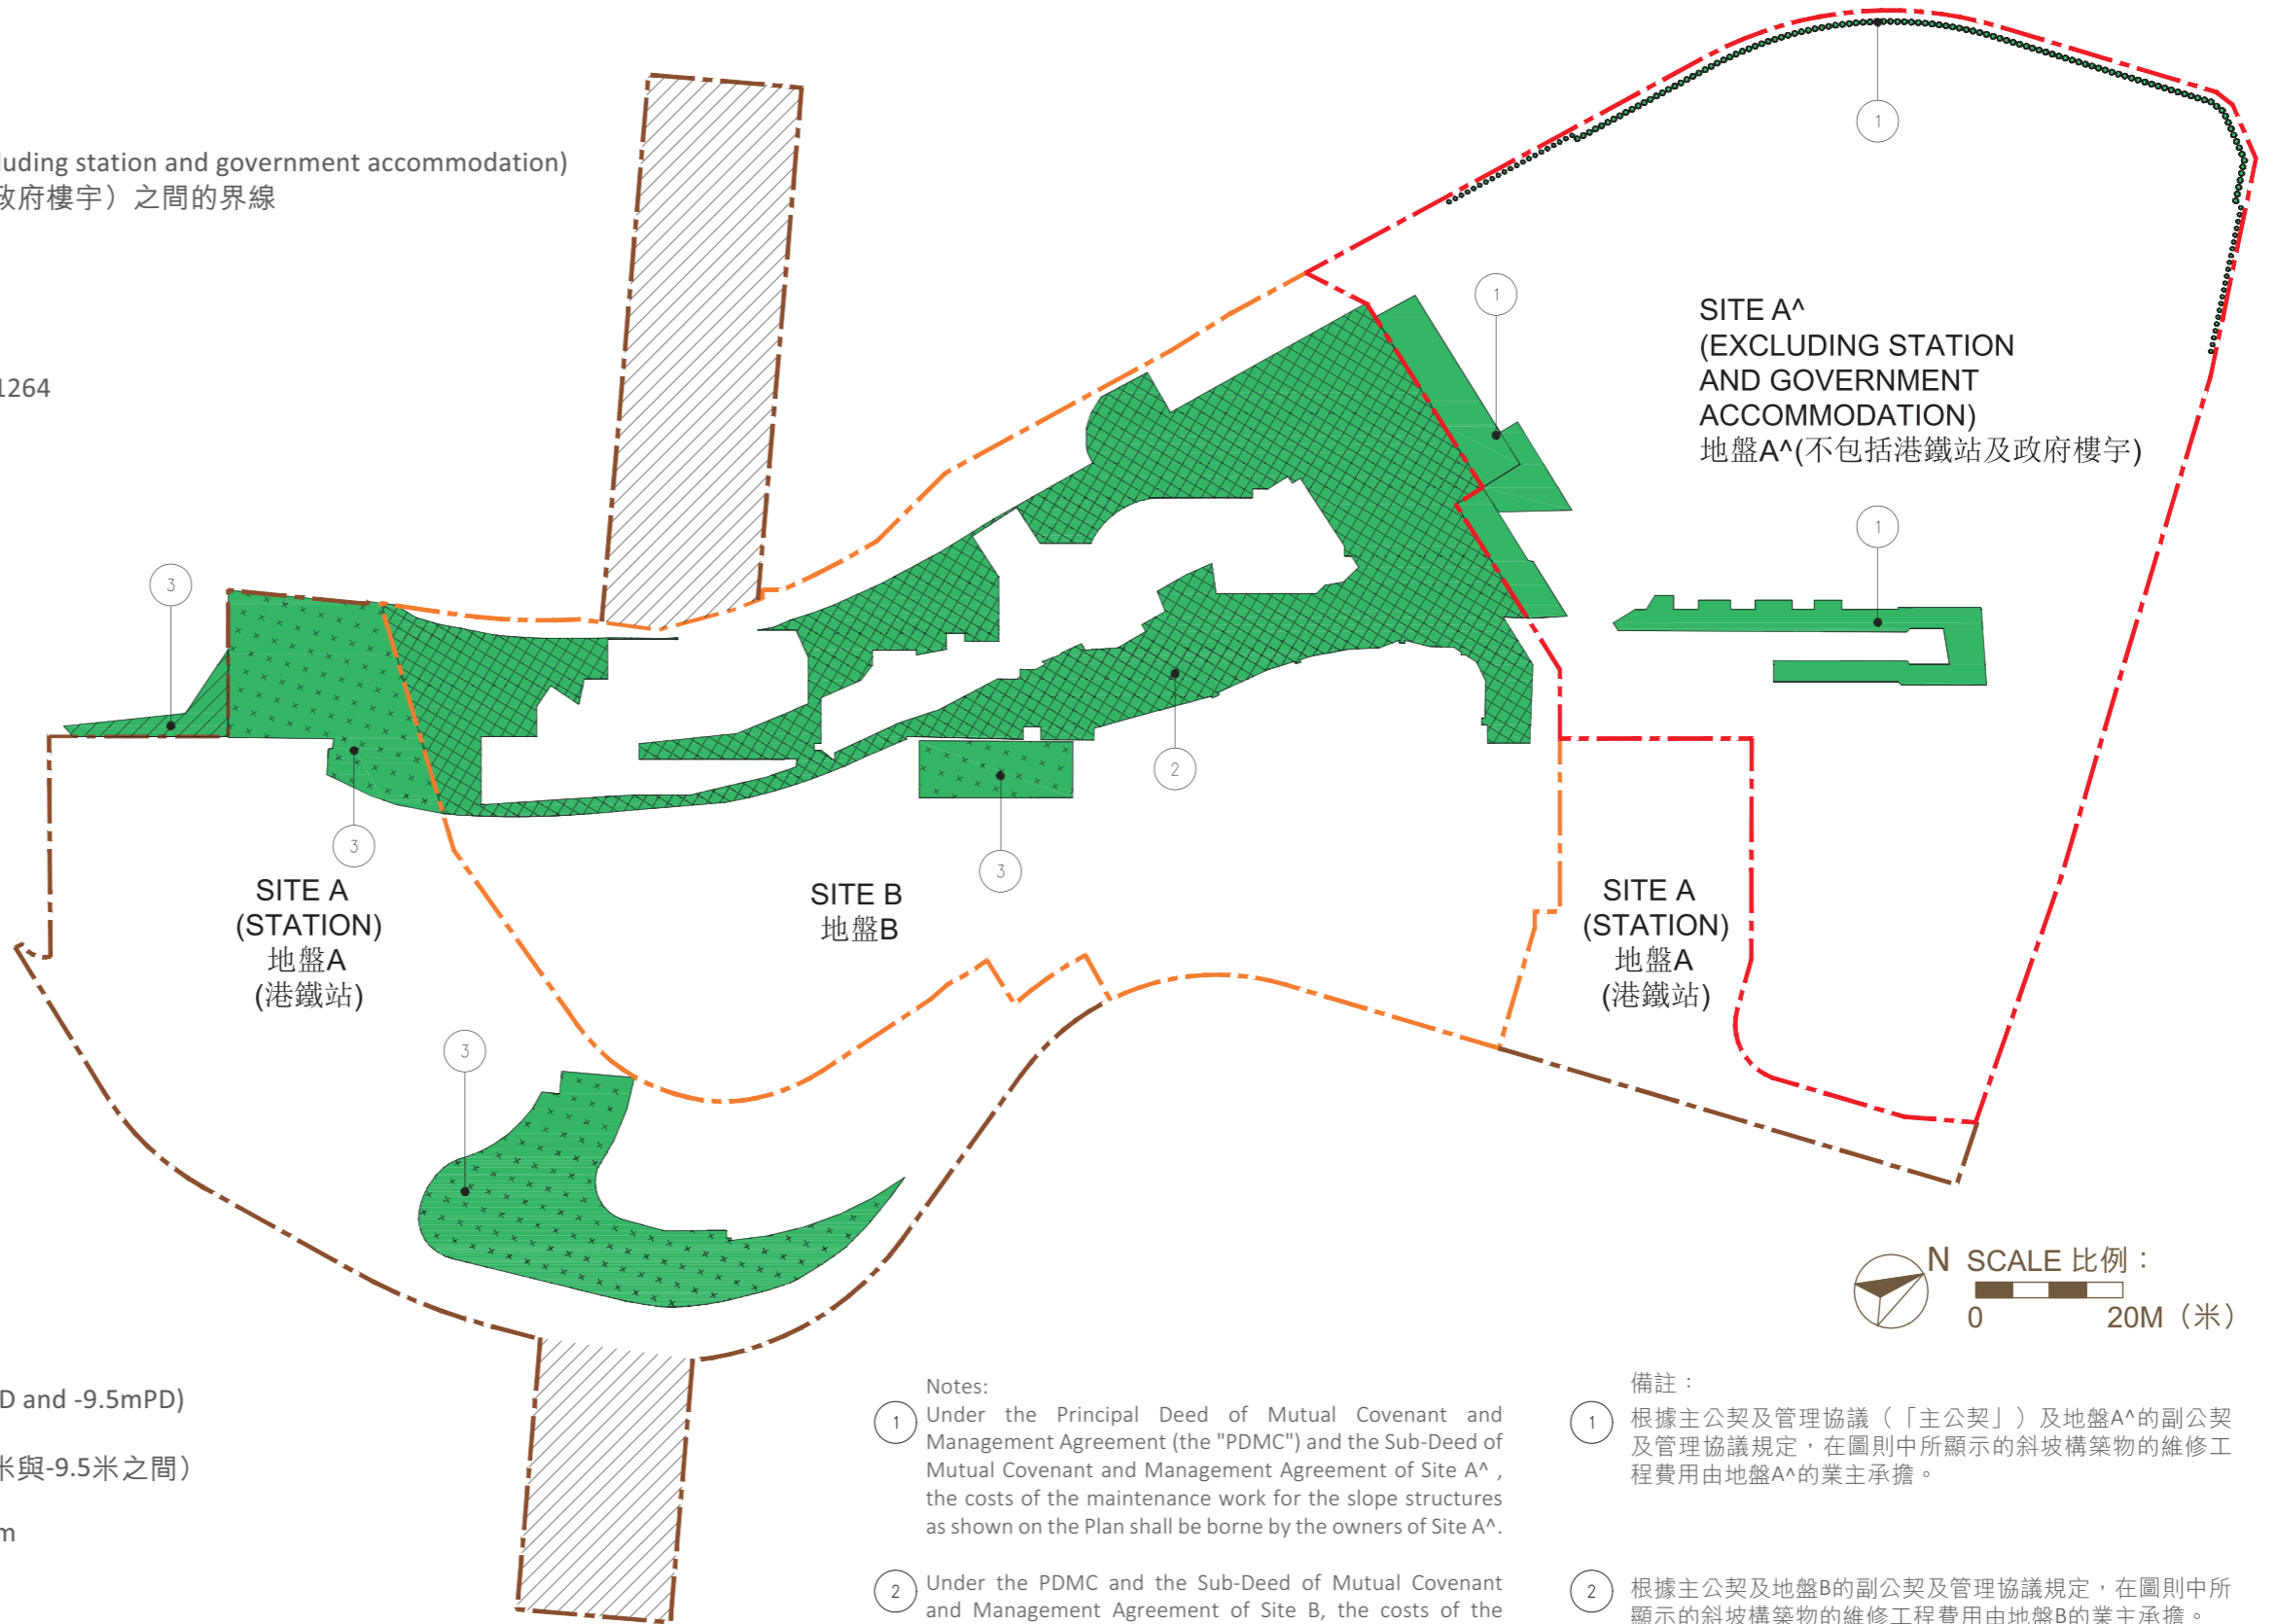 luding station and government accommodation)
政府樓宇）之間的界線
1264
1
1
SITE A^
(EXCLUDING STATION
AND GOVERNMENT
ACCOMMODATION)
地盤A^(不包括港鐵站及政府樓宇)
1
3
3
2
3
SITE A
(STATION)
地盤A
(港鐵站)
SITE B
地盤B
SITE A
(STATION)
地盤A
(港鐵站)
3
N SCALE 比例：
0 20M（米）
D and -9.5mPD)
米與-9.5米之間）
m
Notes:
1 Under the Principal Deed of Mutual Covenant and
Management Agreement (the "PDMC") and the Sub-Deed of
Mutual Covenant and Management Agreement of Site A^ ,
the costs of the maintenance work for the slope structures
as shown on the Plan shall be borne by the owners of Site A^.
2 Under the PDMC and the Sub-Deed of Mutual Covenant
and Management Agreement of Site B, the costs of the
備註：
1 根據主公契及管理協議（「主公契」）及地盤A^的副公契
及管理協議規定，在圖則中所顯示的斜坡構築物的維修工
程費用由地盤A^的業主承擔。
2 根據主公契及地盤B的副公契及管理協議規定，在圖則中所
顯示的斜坡構築物的維修工程費用由地盤B的業主承擔。